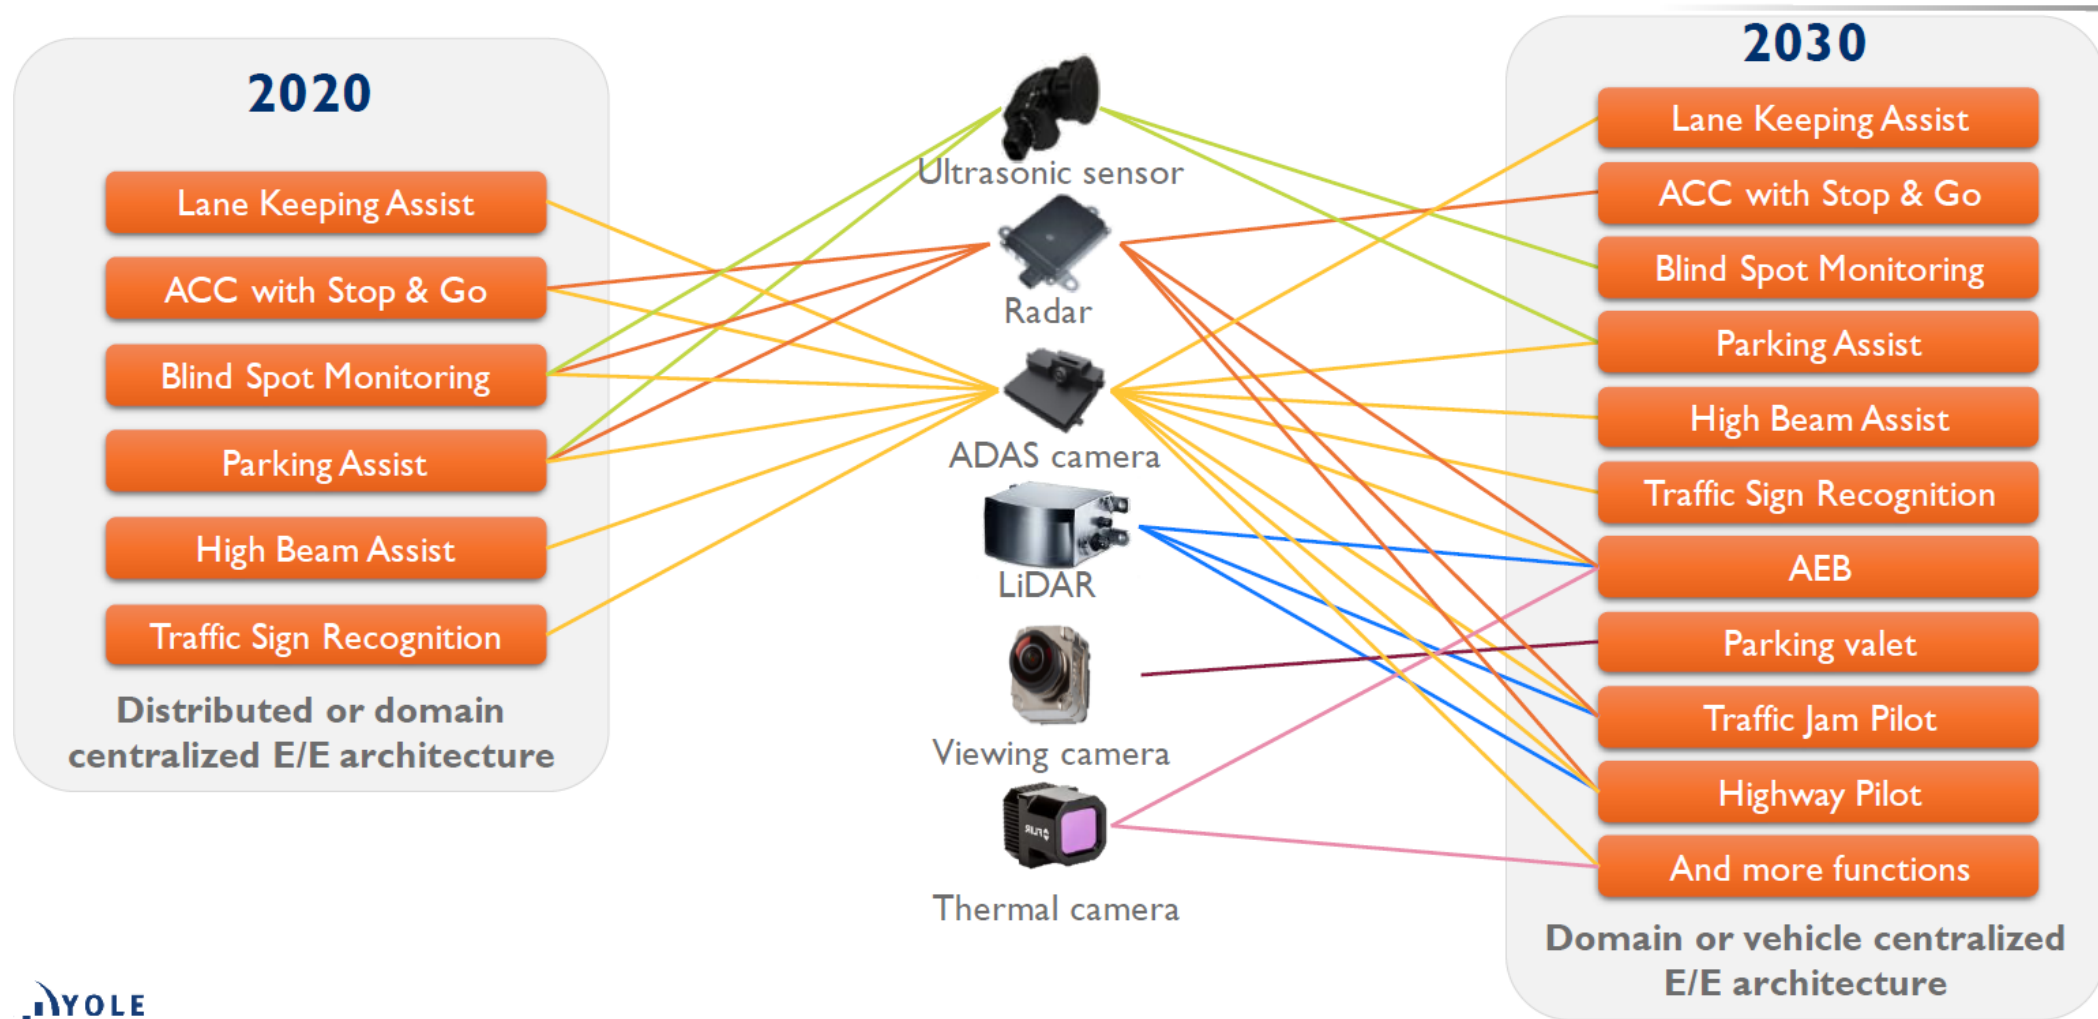 2020
Lane Keeping Assist
ACC with Stop & Go
Blind Spot Monitoring
Parking Assist
High Beam Assist
Traffic Sign Recognition
Distributed or domain
centralized E/E architecture
Ultrasonic sensor
Radar
ADAS camera
LiDAR
Viewing camera
FLIR
Thermal camera
2030
Lane Keeping Assist
ACC with Stop & Go
Blind Spot Monitoring
Parking Assist
High Beam Assist
Traffic Sign Recognition
AEB
Parking valet
Traffic Jam Pilot
Highway Pilot
And more functions
Domain or vehicle centralized
E/E architecture
YOLE